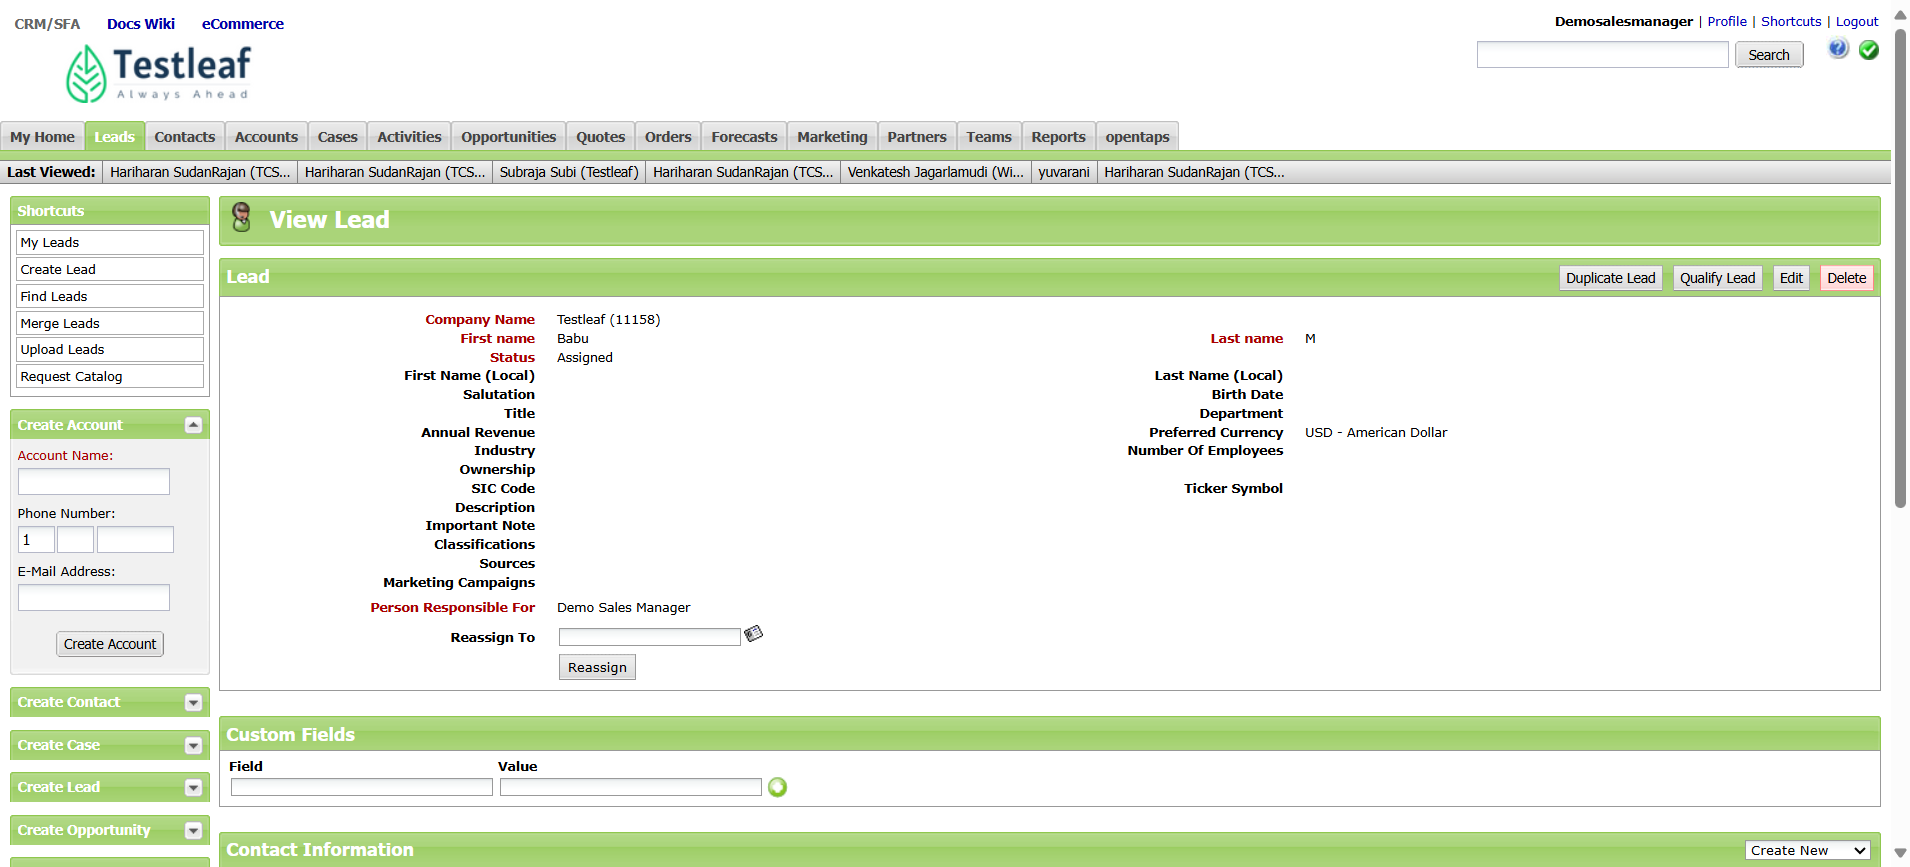 CRM/SFA Docs Wiki eCommerce
Demosalesmanager | Profile | Shortcuts | Logout
Testleaf
Always Ahead
Search
My Home Leads Contacts Accounts Cases Activities Opportunities Quotes Orders Forecasts Marketing Partners Teams Reports opentaps
Last Viewed: Hariharan SudanRajan (TCS... Hariharan SudanRajan (TCS... Subraja Subi (Testleaf) Hariharan SudanRajan (TCS... Venkatesh Jagarlamudi (Wi... yuvarani Hariharan SudanRajan (TCS...
Shortcuts
My Leads
Create Lead
Find Leads
Merge Leads
Upload Leads
Request Catalog
Create Account
Account Name:
Phone Number:
1
E-Mail Address:
Create Account
Create Contact
Create Case
Create Lead
Create Opportunity
View Lead
Lead
Duplicate Lead Qualify Lead Edit Delete
Company Name Testleaf (11158)
First name Babu Last name M
Status Assigned
First Name (Local) Last Name (Local)
Salutation Birth Date
Title Department
Annual Revenue Preferred Currency USD - American Dollar
Industry Number Of Employees
Ownership
SIC Code Ticker Symbol
Description
Important Note
Classifications
Sources
Marketing Campaigns
Person Responsible For Demo Sales Manager
Reassign To
Reassign
Custom Fields
Field Value
Contact Information
Create New